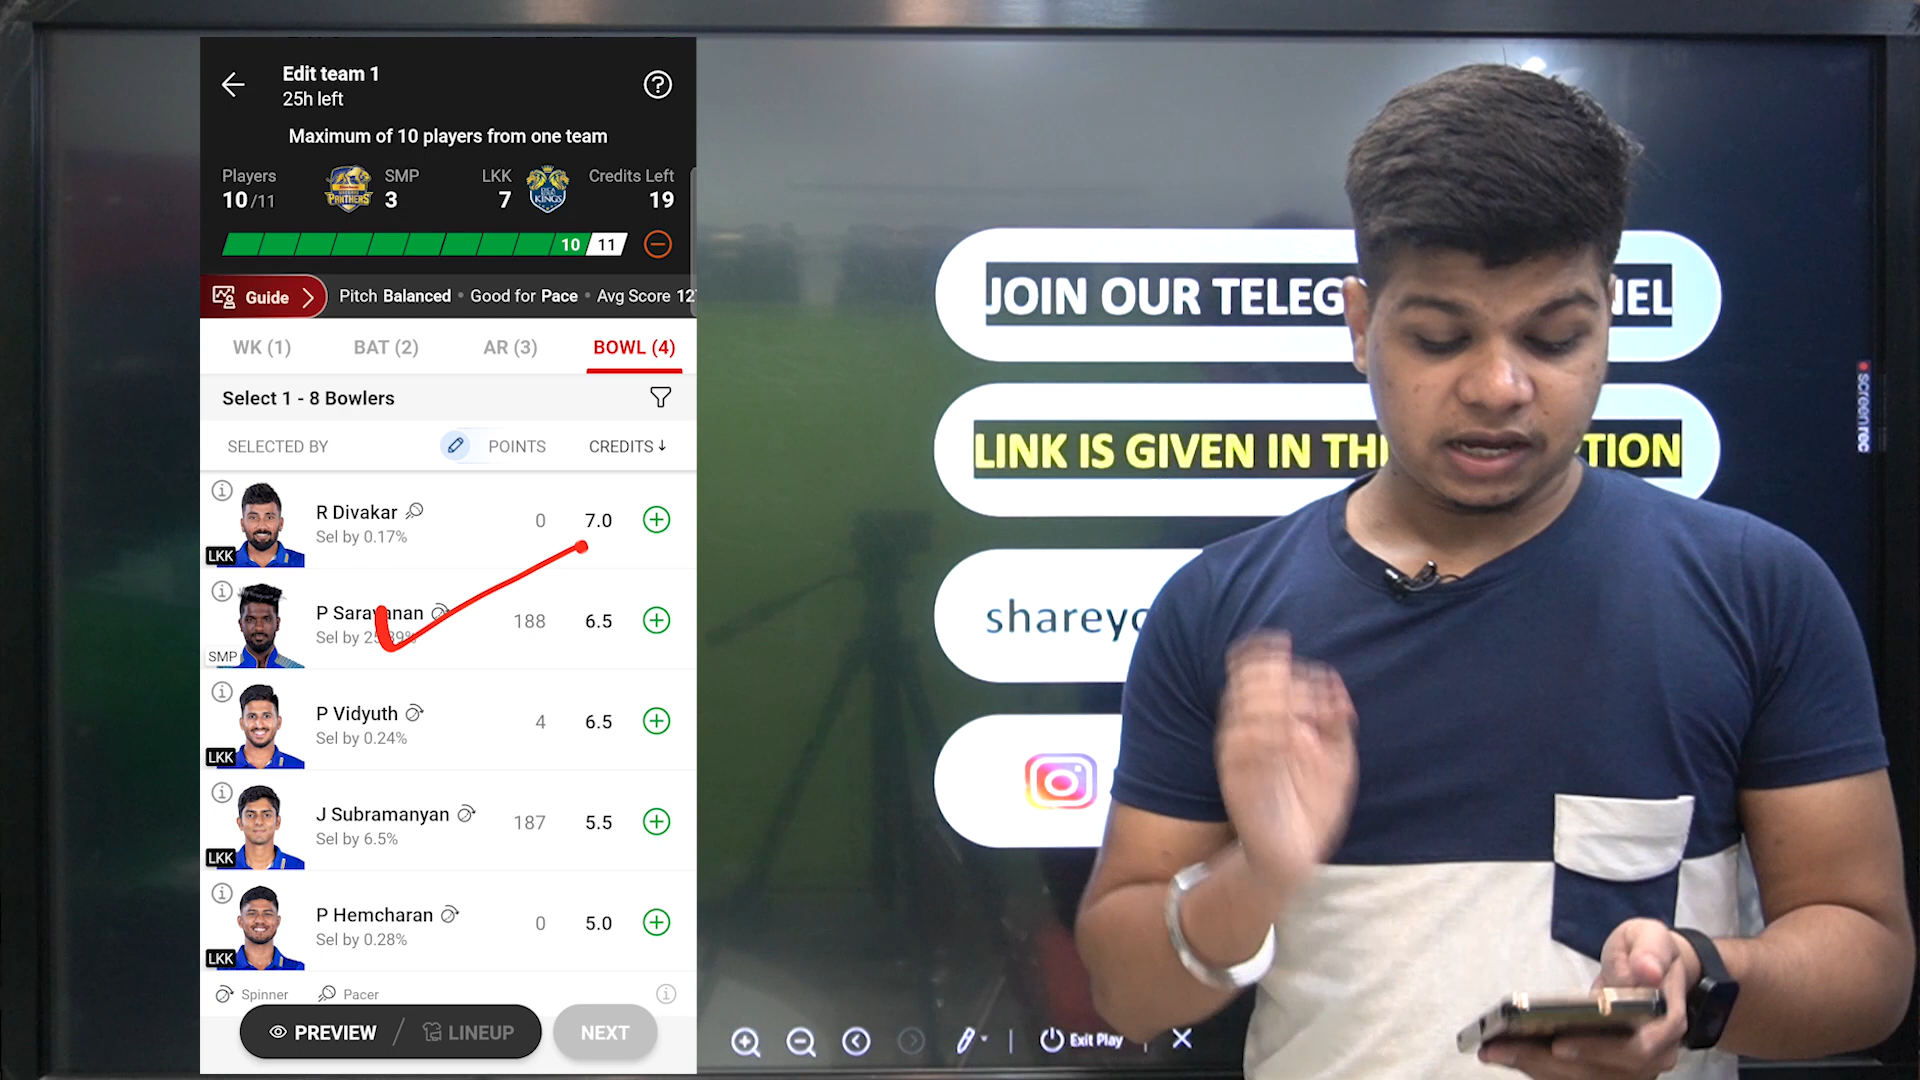 Edit team 1
25h left
Maximum of 10 players from one team
Players
10/11
SMP
3
LKK
7
Credits Left
19
10 11
Guide
Pitch Balanced • Good for Pace • Avg Score 127
WK (1)
BAT (2)
AR (3)
BOWL (4)
Select 1 - 8 Bowlers
SELECTED BY
POINTS
CREDITS↓
R Divakar
Sel by 0.17%
0
7.0
LKK
P Saravanan
188
6.5
SMP
P Vidyuth
Sel by 0.24%
4
6.5
LKK
J Subramanyan
Sel by 6.5%
187
5.5
LKK
P Hemcharan
Sel by 0.28%
0
5.0
LKK
Spinner
Pacer
PREVIEW / LINEUP
NEXT
JOIN OUR
LINK IS GIVEN IN
Exit Play
screenrec